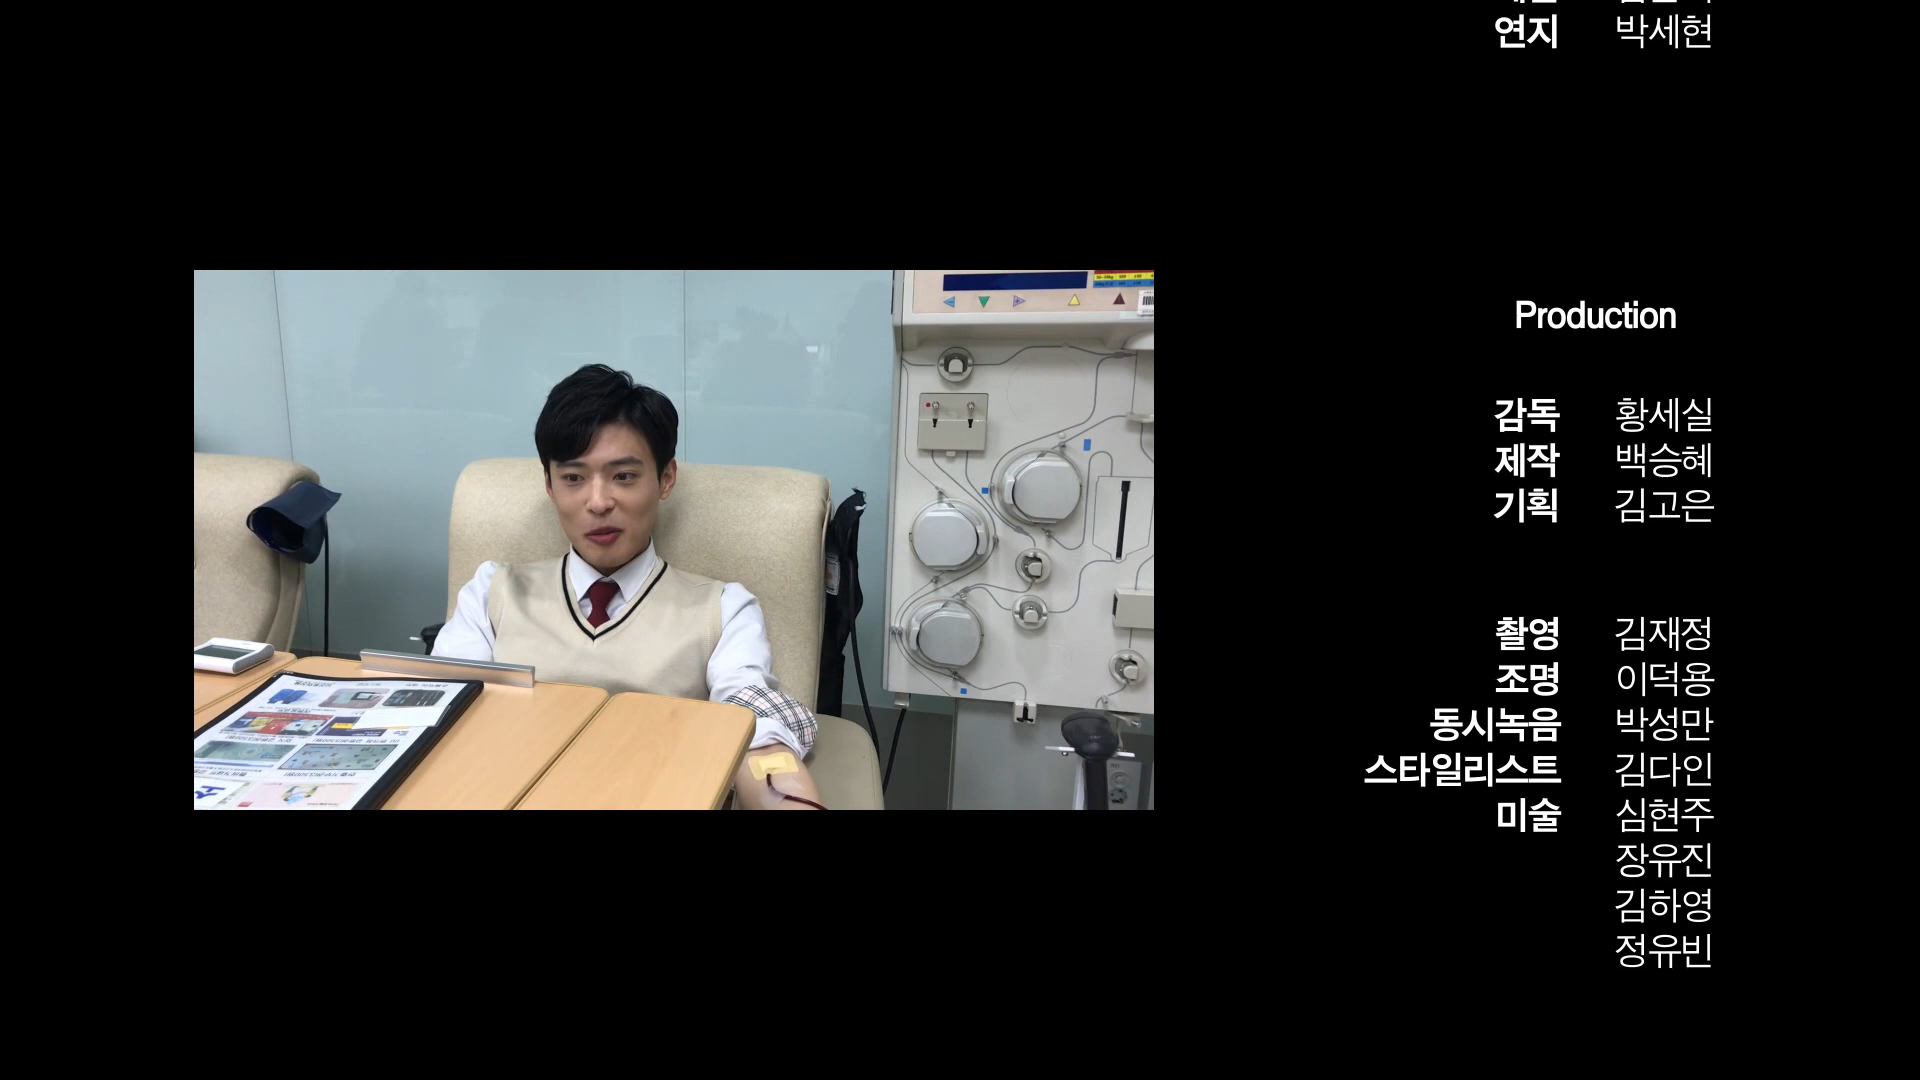 연지 박세현
Production
감독 황세실
제작 백승혜
기획 김고은
촬영 김재정
조명 이덕용
동시녹음 박성만
스타일리스트 김다인
미술 심현주
장유진
김하영
정유빈